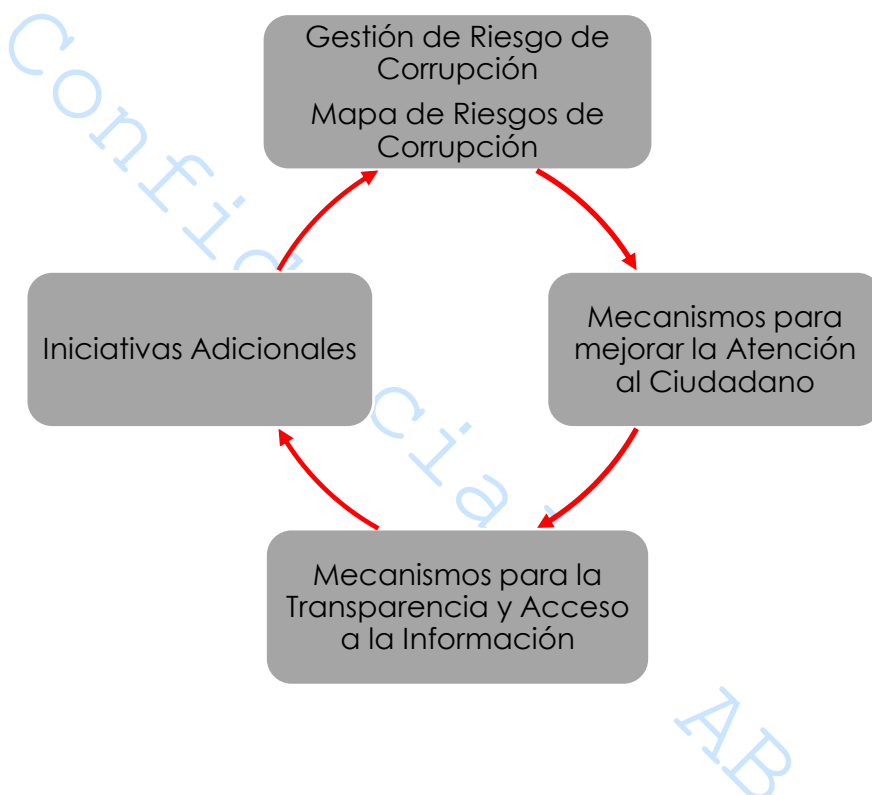 Gestión de Riesgo de
Corrupción
Mapa de Riesgos de
Corrupción
Iniciativas Adicionales
Mecanismos para
mejorar la Atención
al Ciudadano
Mecanismos para la
Transparencia y Acceso
a la Información
AB